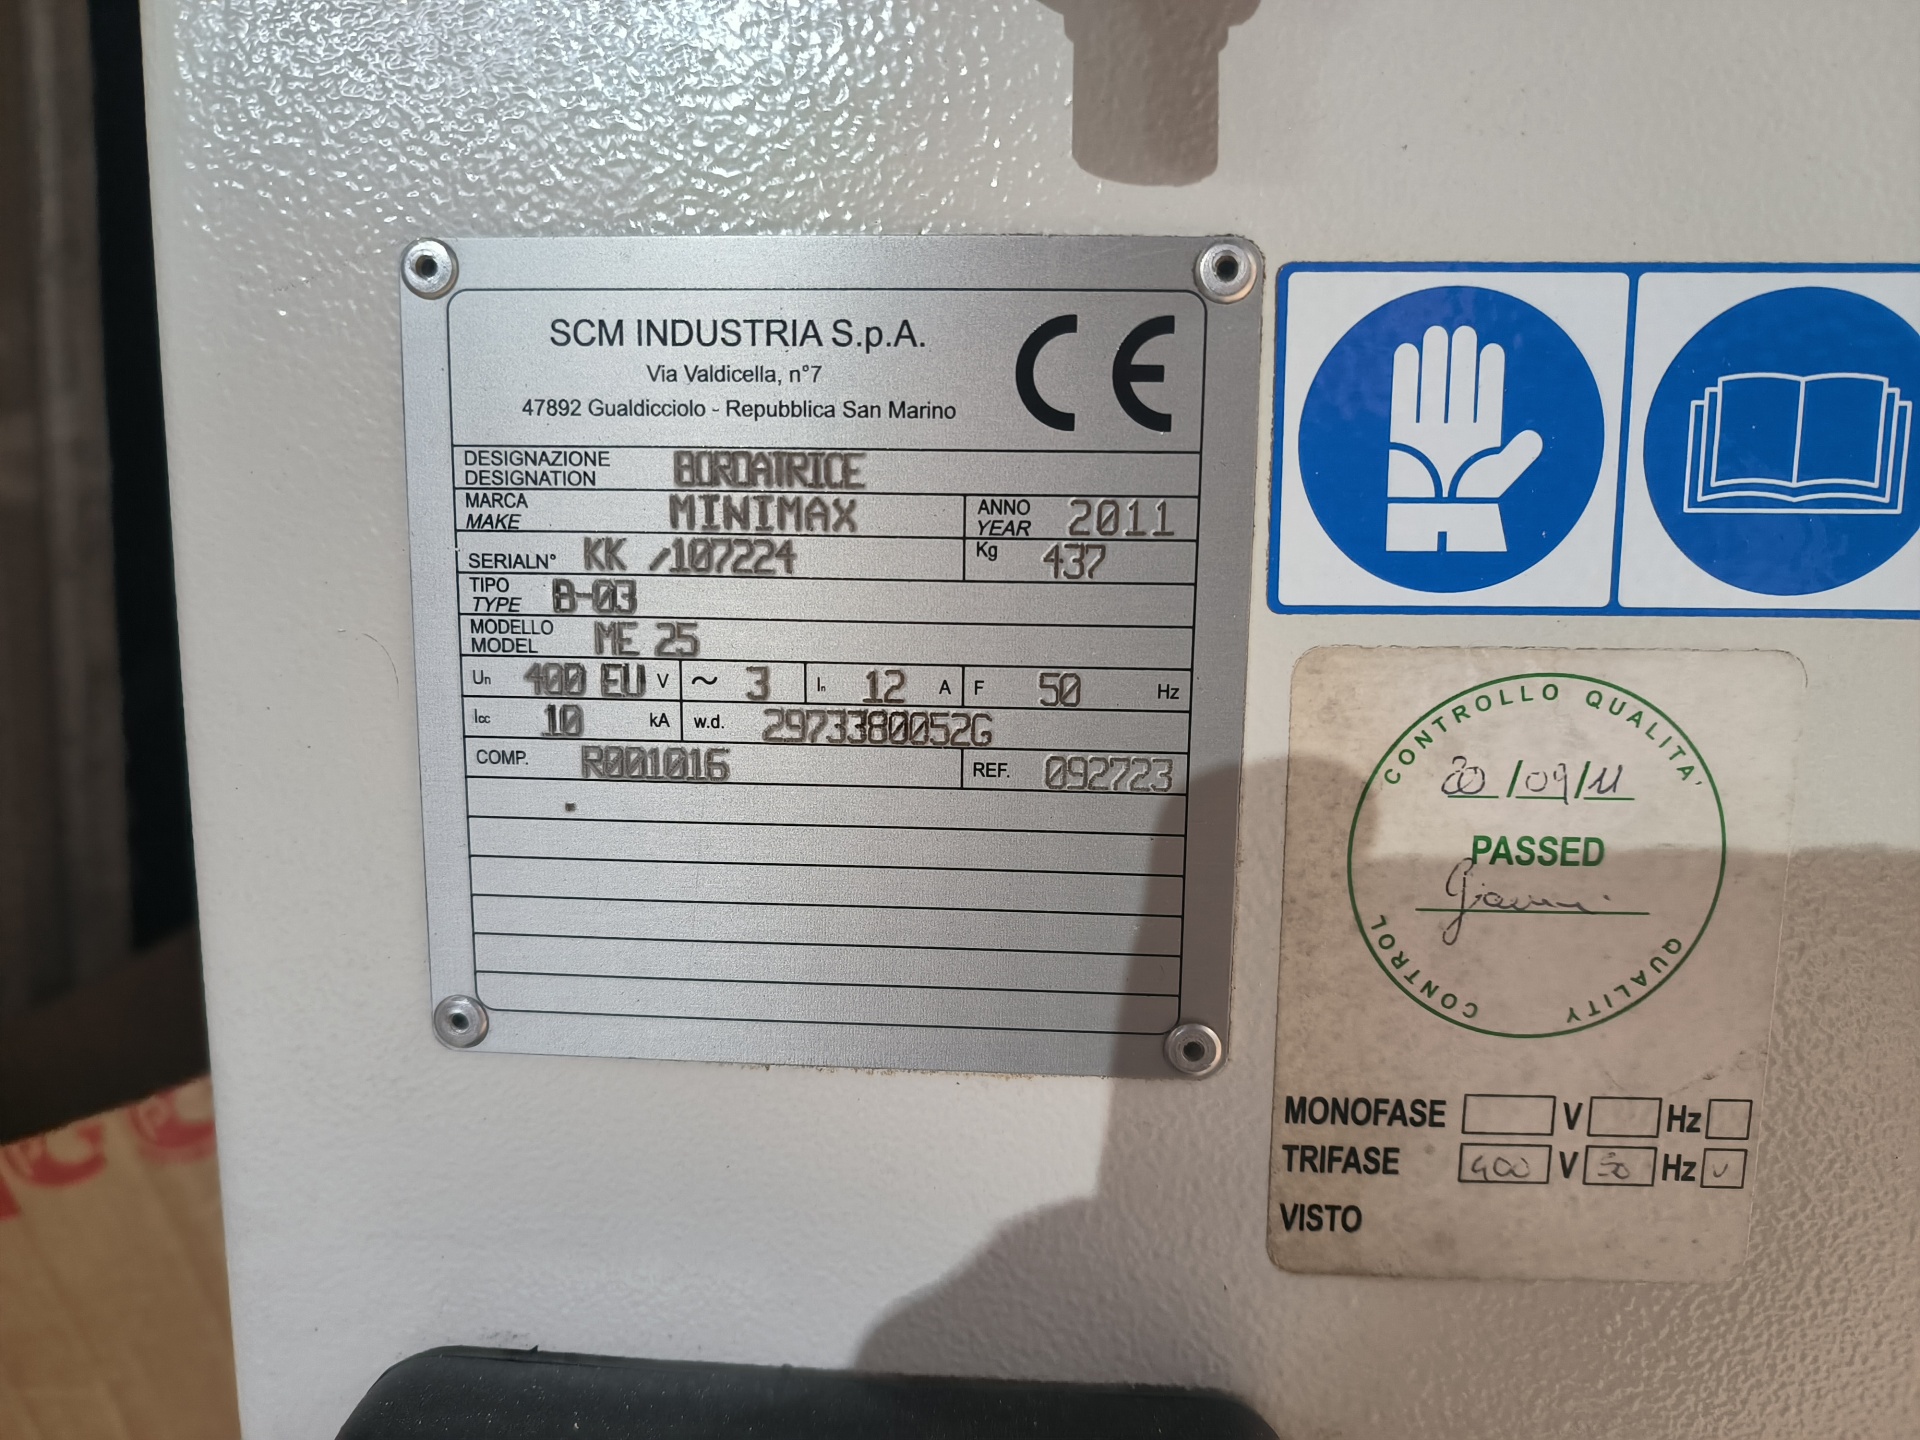 SCM INDUSTRIA S.p.A.
Via Valdicella, n°7
47892 Gualdicciolo - Repubblica San Marino
CE
DESIGNAZIONE
DESIGNATION
BORDATRICE
MARCA
MAKE
MINIMAX
ANNO
YEAR
2011
SERIALN° KK /107224
Kg 437
TIPO
TYPE
B-03
MODELLO
MODEL
ME 25
Un 400 EU V ~ 3 In 12 A F 50 Hz
Icc 10 kA w.d. 2973380052G
COMP. R001016 REF. 092723
CONTROLLO QUALITA'
/09/11
PASSED
Gianni
QUALITY CONTROL
MONOFASE V Hz
TRIFASE 400 V 50 Hz
VISTO